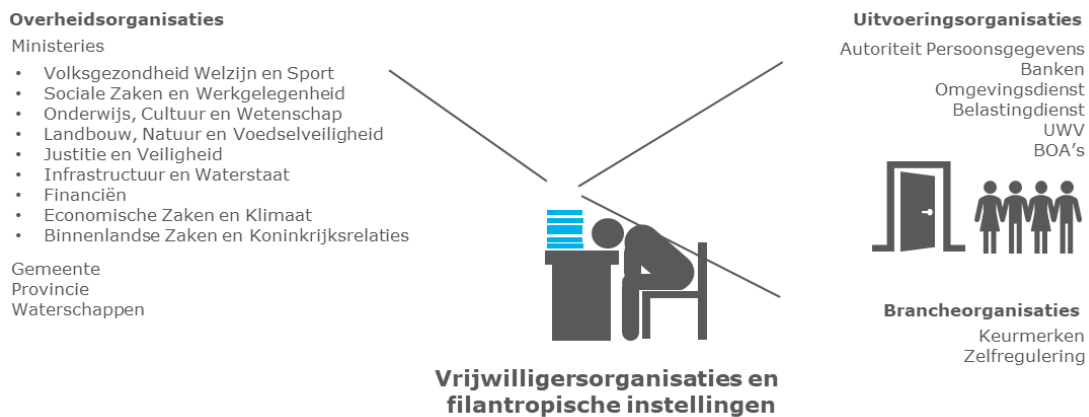 Overheidsorganisaties
Ministeries
• Volksgezondheid Welzijn en Sport
• Sociale Zaken en Werkgelegenheid
• Onderwijs, Cultuur en Wetenschap
• Landbouw, Natuur en Voedselveiligheid
• Justitie en Veiligheid
• Infrastructuur en Waterstaat
• Financiën
• Economische Zaken en Klimaat
• Binnenlandse Zaken en Koninkrijksrelaties
Gemeente
Provincie
Waterschappen
Uitvoeringsorganisaties
Autoriteit Persoonsgegevens
Banken
Omgevingsdienst
Belastingdienst
UWV
BOA's
Brancheorganisaties
Keurmerken
Zelfregulering
Vrijwilligersorganisaties en
filantropische instellingen